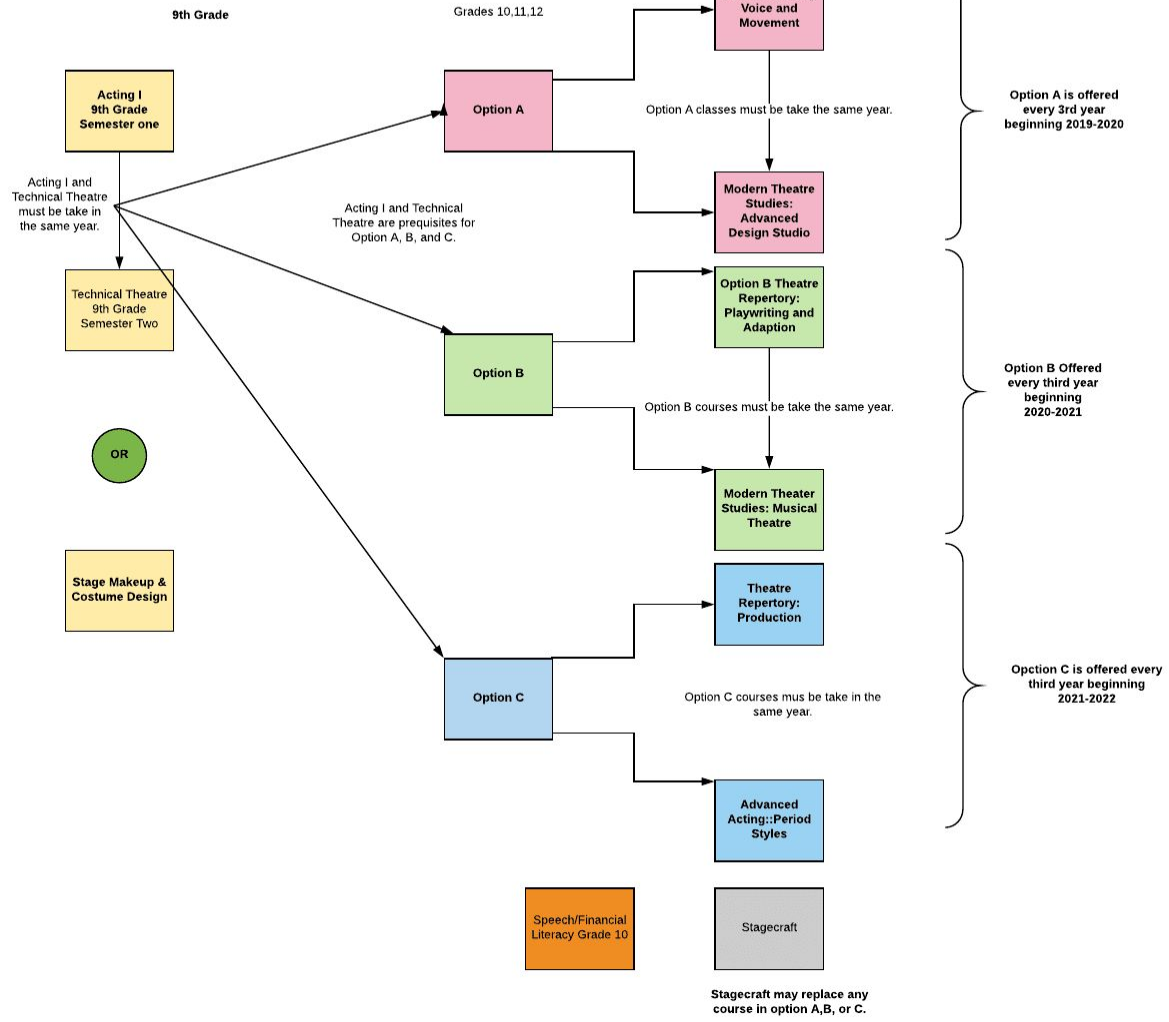 9th Grade
Grades 10,11,12
Voice and
Movement
Acting I
9th Grade
Semester one
Option A
Option A classes must be take the same year.
Option A is offered
every 3rd year
beginning 2019-2020
Acting I and
Technical Theatre
must be take in
the same year.
Acting I and Technical
Theatre are prequisites for
Option A, B, and C.
Modern Theatre
Studies:
Advanced
Design Studio
Technical Theatre
9th Grade
Semester Two
Option B Theatre
Repertory:
Playwriting and
Adaption
Option B
Option B courses must be take the same year.
Option B Offered
every third year
beginning
2020-2021
OR
Modern Theater
Studies: Musical
Theatre
Stage Makeup &
Costume Design
Theatre
Repertory:
Production
Option C
Option C courses mus be take in the
same year.
Opction C is offered every
third year beginning
2021-2022
Advanced
Acting::Period
Styles
Speech/Financial
Literacy Grade 10
Stagecraft
Stagecraft may replace any
course in option A,B, or C.